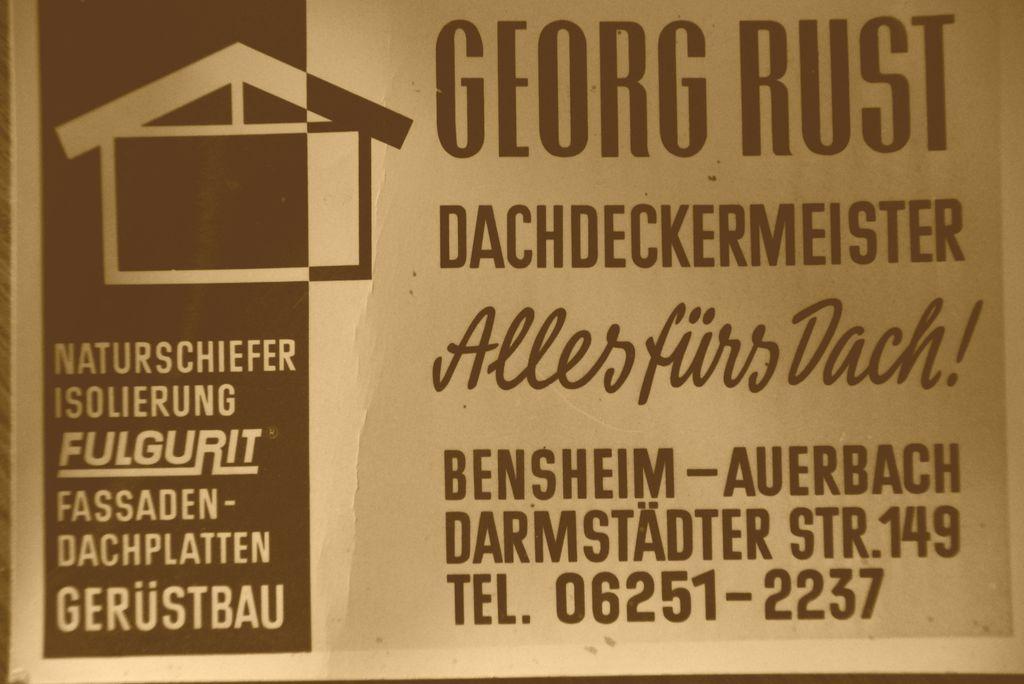 GEORG RUST
DACHDECKERMEISTER
Alles fürs Dach!
BENSHEIM – AUERBACH
DARMSTÄDTER STR. 149
TEL. 06251 – 2237
NATURSCHIEFER
ISOLIERUNG
FULGURIT®
FASSADEN-
DACHPLATTEN
GERÜSTBAU